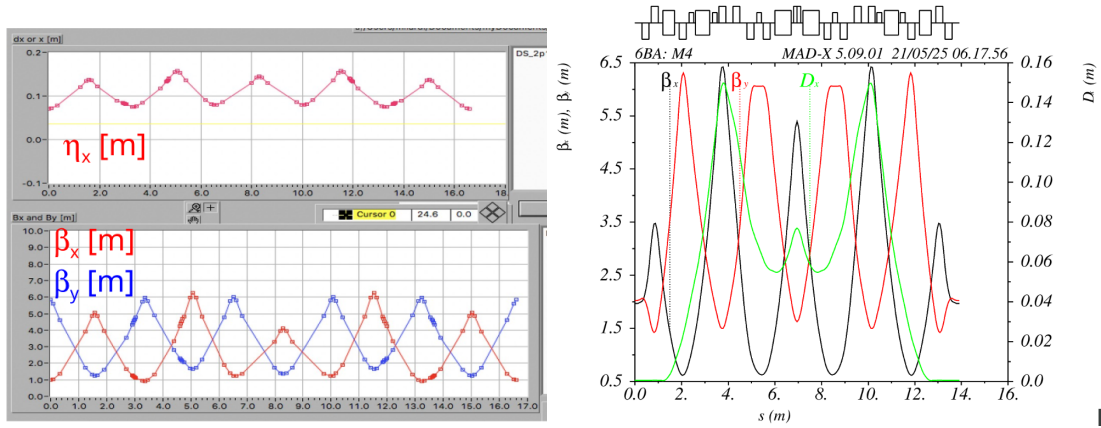 dx or x [m]
DS_2p
0.2
0.1
0.0
-0.1
ηx [m]
0.0 2.0 4.0 6.0 8.0 10.0 12.0 14.0 16.0 18.
Bx and By [m]
Cursor 0 24.6 0.0
10.0
9.0
8.0
7.0
6.0
5.0
4.0
3.0
2.0
1.0
0.0
βx [m]
βy [m]
0.0 1.0 2.0 3.0 4.0 5.0 6.0 7.0 8.0 9.0 10.0 11.0 12.0 13.0 14.0 15.0 16.0 17.0
6BA: M4 MAD-X 5.09.01 21/05/25 06.17.56
βx βy Dx
6.5
5.5
4.5
3.5
2.5
1.5
0.5
0.16
0.14
0.12
0.10
0.08
0.06
0.04
0.02
0.0
0.0 2. 4. 6. 8. 10. 12. 14. 16.
s (m)